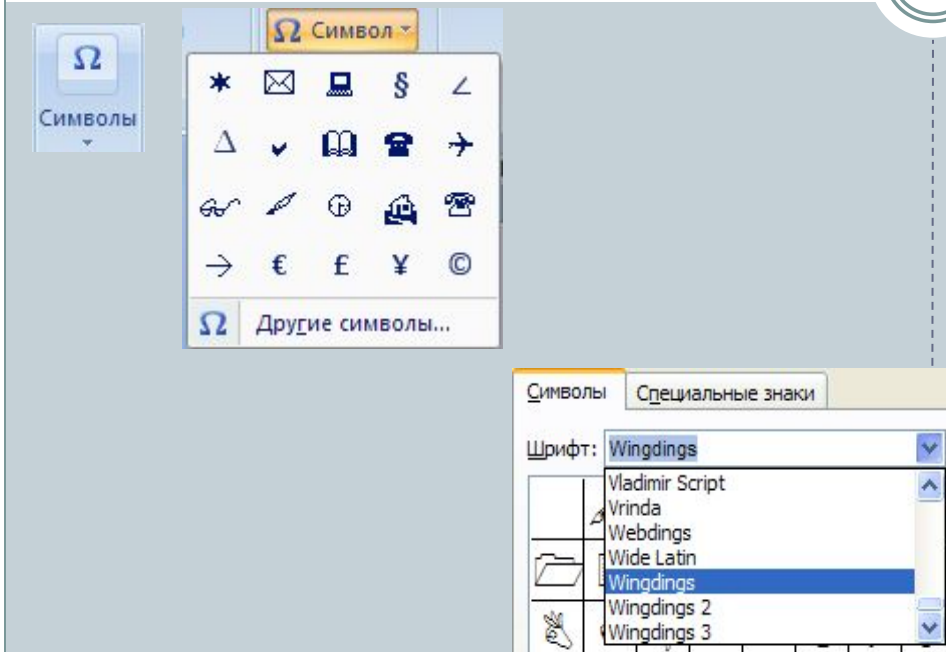 Ω
Символы
Ω Символ
§ ∠
Δ
→ € £ ¥ ©
Ω Другие символы...
Символы Специальные знаки
Шрифт: Wingdings
Vladimir Script
Vrinda
Webdings
Wide Latin
Wingdings
Wingdings 2
Wingdings 3